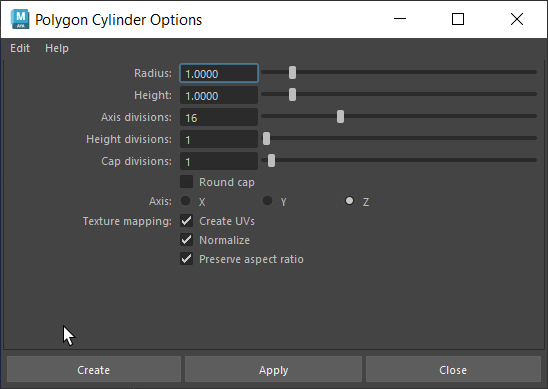 M
AYA
Polygon Cylinder Options
Edit Help
Radius: 1.0000
Height: 1.0000
Axis divisions: 16
Height divisions: 1
Cap divisions: 1
Round cap
Axis: X Y Z
Texture mapping: Create UVs
Normalize
Preserve aspect ratio
Create Apply Close